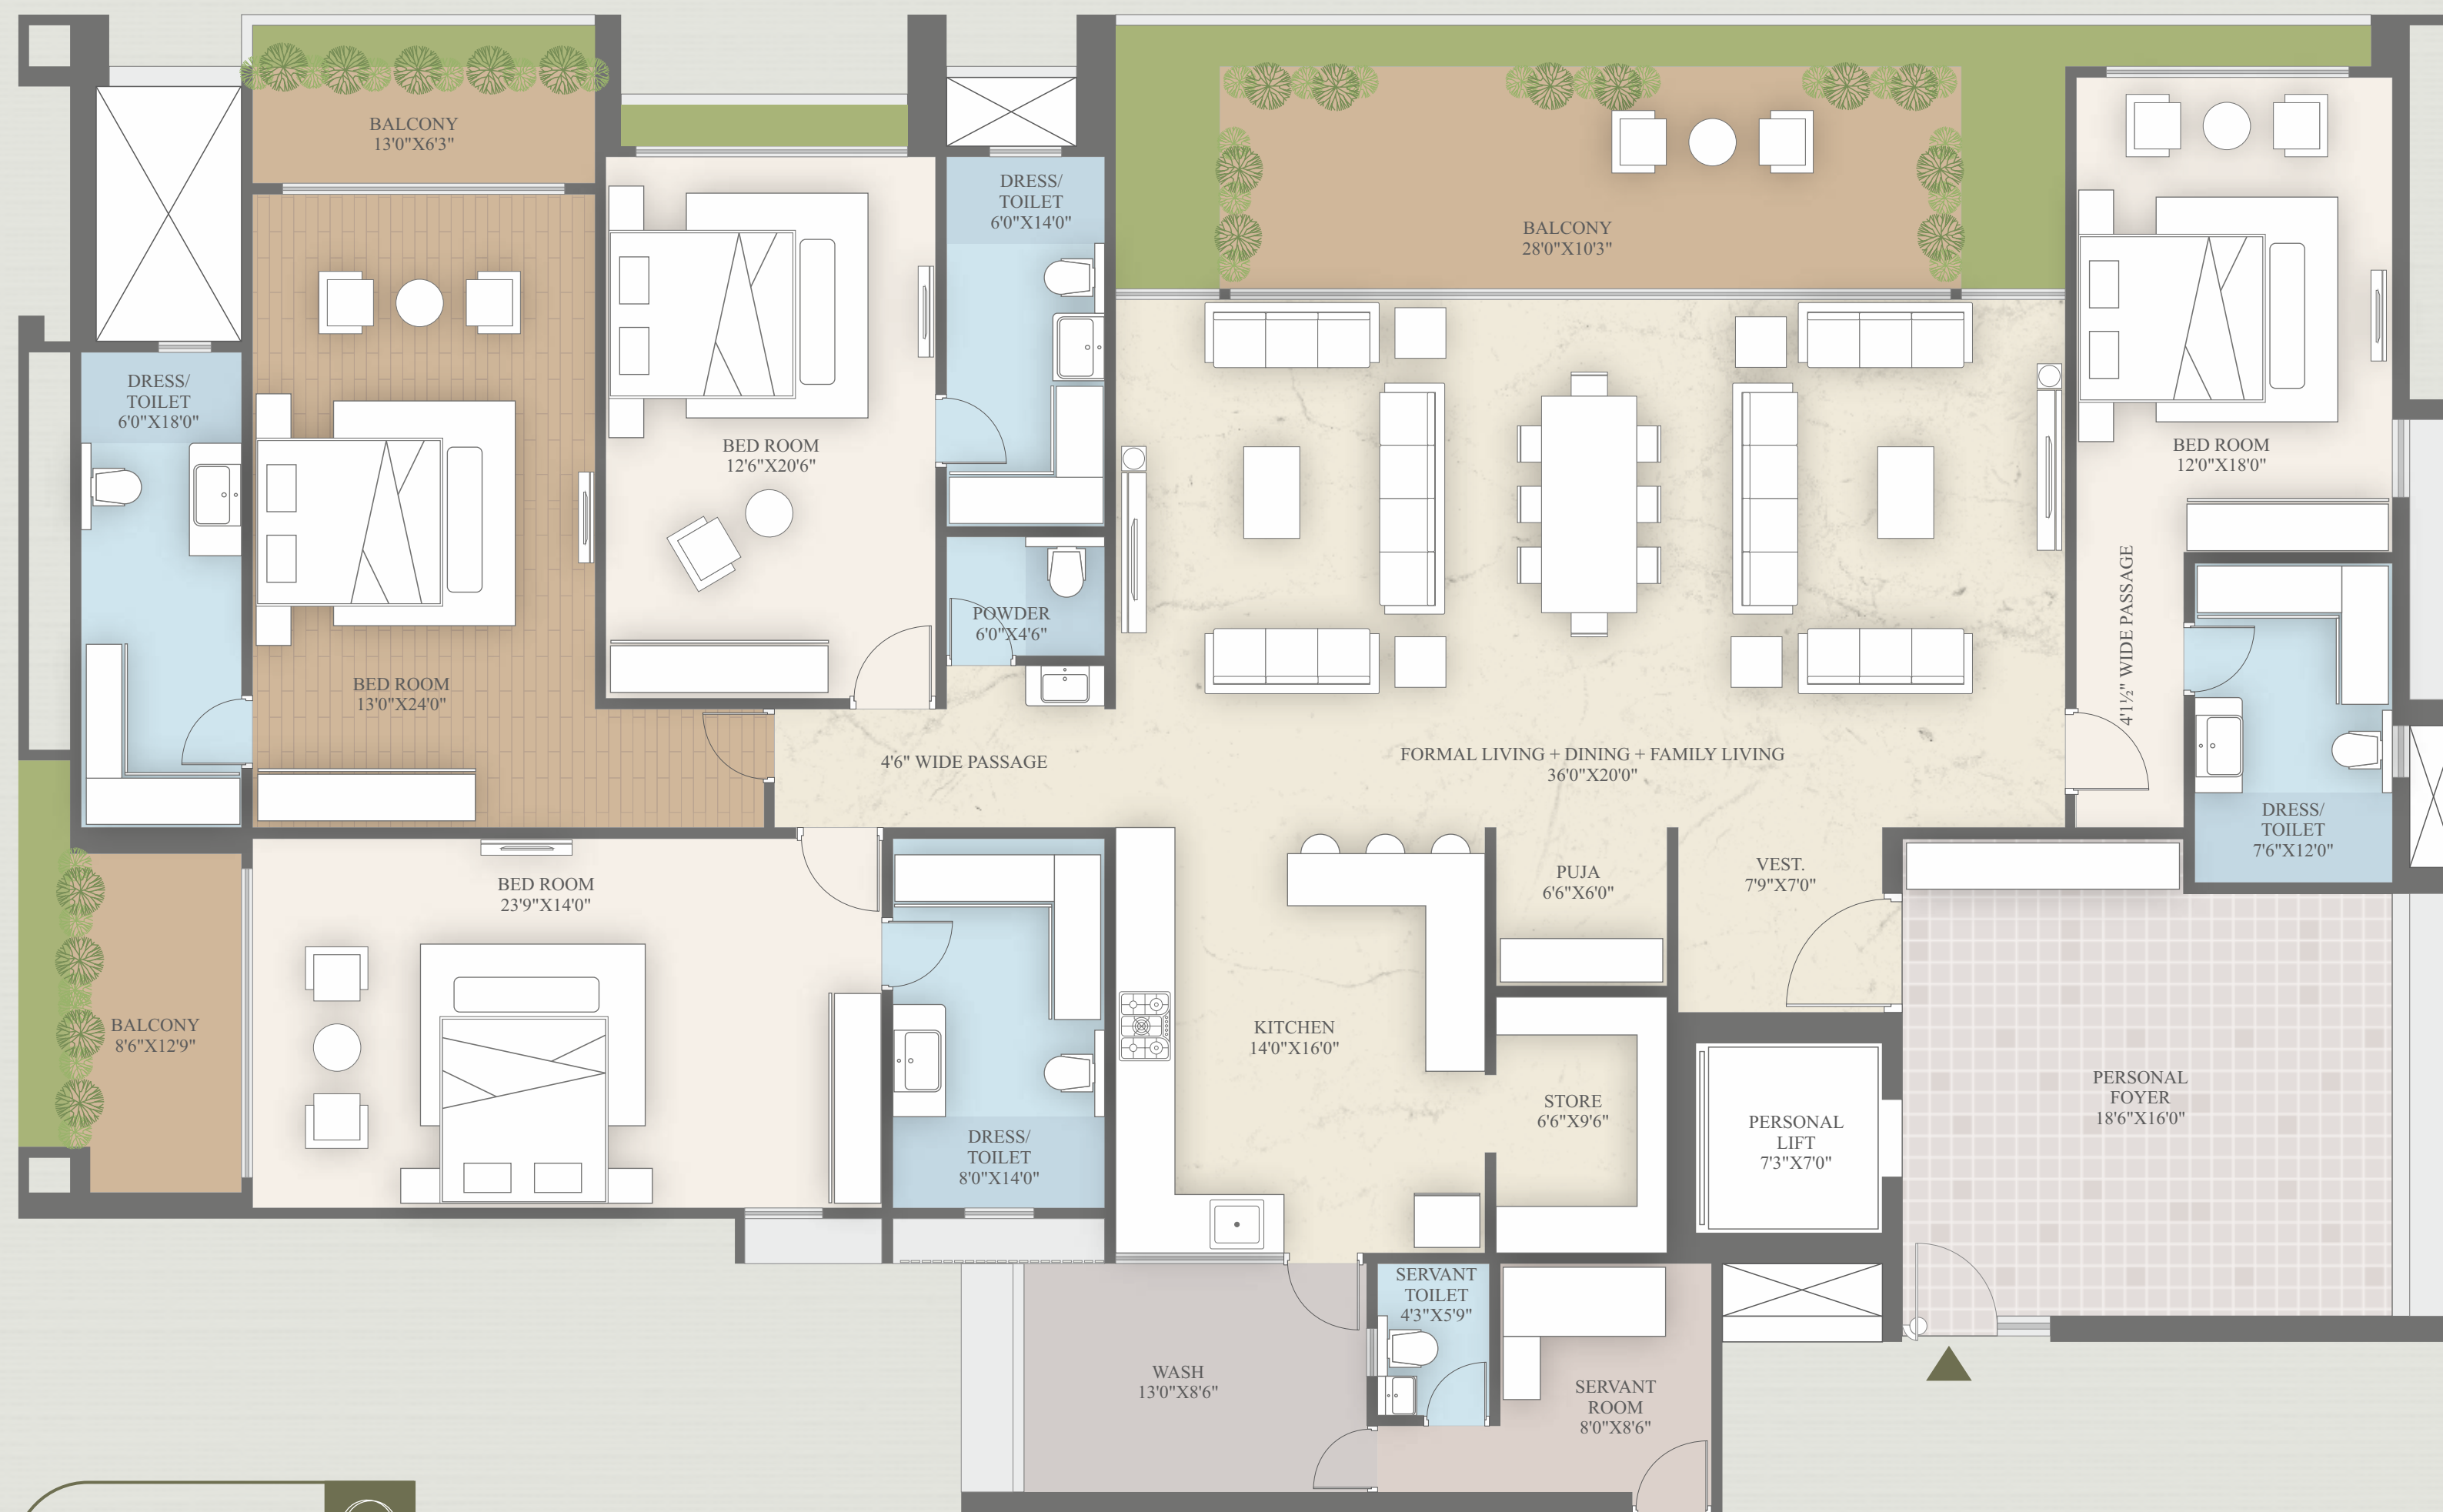 BALCONY
13'0"X6'3"
DRESS/
TOILET
6'0"X14'0"
BALCONY
28'0"X10'3"
DRESS/
TOILET
6'0"X18'0"
BED ROOM
12'6"X20'6"
BED ROOM
12'0"X18'0"
POWDER
6'0"X4'6"
4'1½" WIDE PASSAGE
BED ROOM
13'0"X24'0"
4'6" WIDE PASSAGE
FORMAL LIVING + DINING + FAMILY LIVING
36'0"X20'0"
DRESS/
TOILET
7'6"X12'0"
BED ROOM
23'9"X14'0"
PUJA
6'6"X6'0"
VEST.
7'9"X7'0"
BALCONY
8'6"X12'9"
KITCHEN
14'0"X16'0"
STORE
6'6"X9'6"
PERSONAL
FOYER
18'6"X16'0"
PERSONAL
LIFT
7'3"X7'0"
DRESS/
TOILET
8'0"X14'0"
SERVANT
TOILET
4'3"X5'9"
WASH
13'0"X8'6"
SERVANT
ROOM
8'0"X8'6"